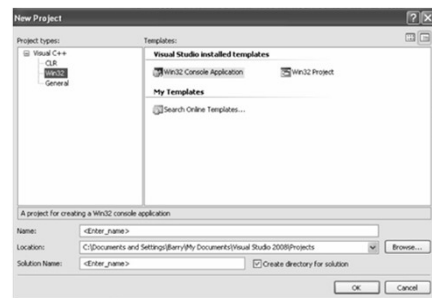 New Project
Project types:
Templates:
Visual C++
CLR
Win32
General
Visual Studio installed templates
Win32 Console Application
Win32 Project
My Templates
Search Online Templates...
A project for creating a Win32 console application
Name:
<Enter_name>
Location:
C:\Documents and Settings\Barry\My Documents\Visual Studio 2008\Projects
Browse...
Solution Name:
<Enter_name>
Create directory for solution
OK
Cancel